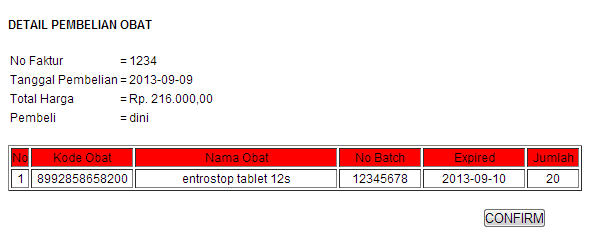 DETAIL PEMBELIAN OBAT
No Faktur = 1234
Tanggal Pembelian = 2013-09-09
Total Harga = Rp. 216.000,00
Pembeli = dini
No Kode Obat Nama Obat No Batch Expired Jumlah
1 8992858658200 entrostop tablet 12s 12345678 2013-09-10 20
CONFIRM